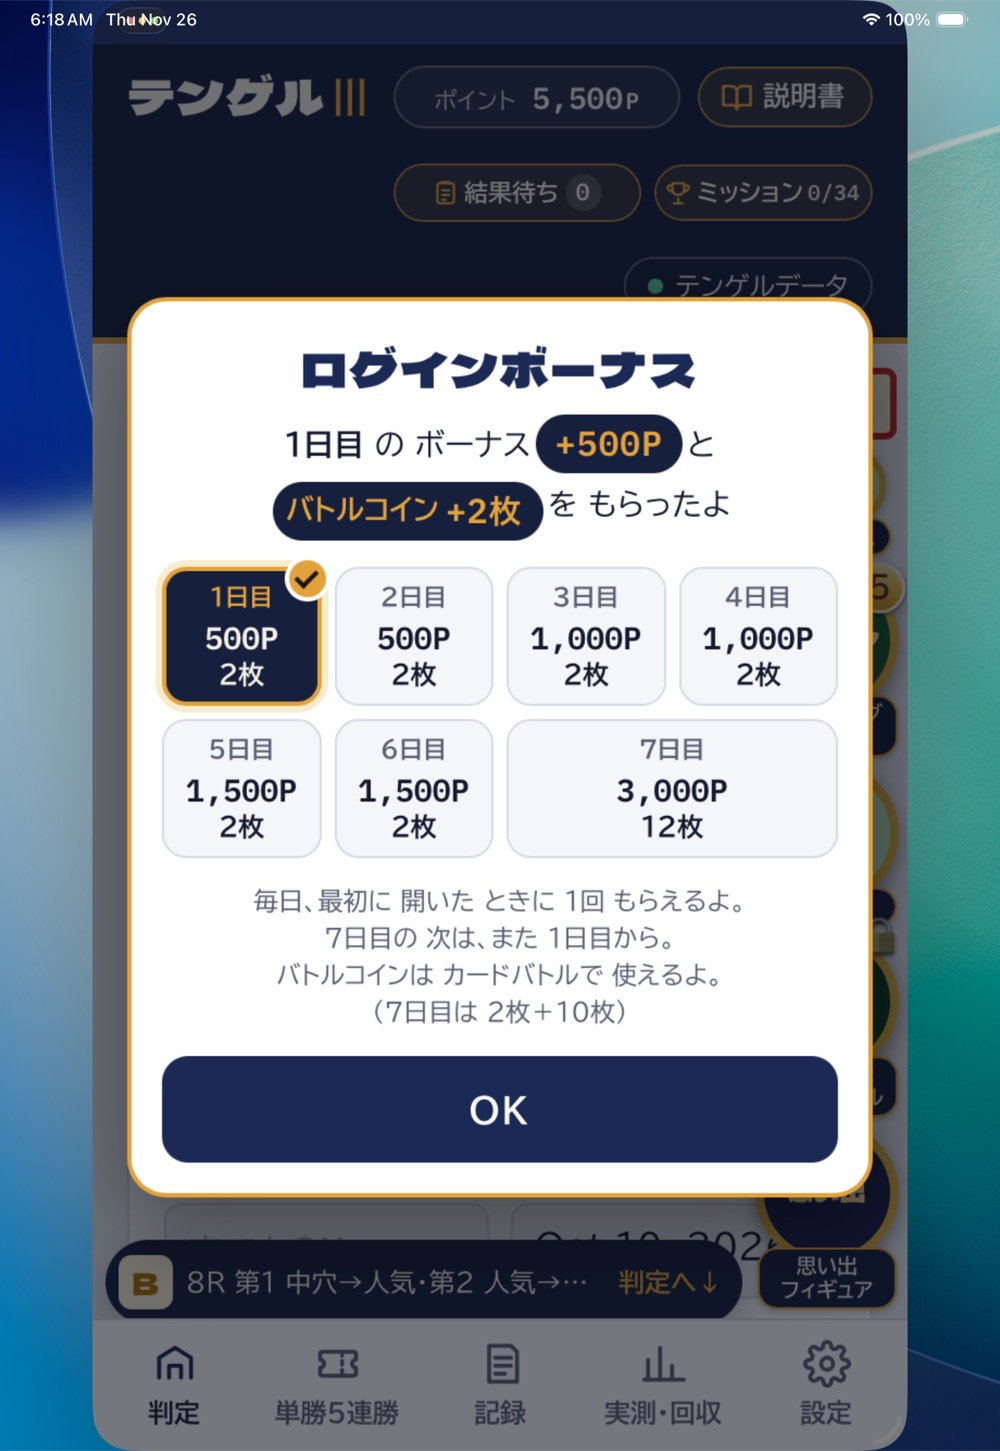 6:18 AM Thu Nov 26
100%
テンゲルIII
ポイント 5,500P
説明書
結果待ち 0
ミッション 0/34
テンゲルデータ
ログインボーナス
1日目 の ボーナス +500P と
バトルコイン +2枚 を もらったよ
1日目
500P
2枚
2日目
500P
2枚
3日目
1,000P
2枚
4日目
1,000P
2枚
5日目
1,500P
2枚
6日目
1,500P
2枚
7日目
3,000P
12枚
毎日、最初に 開いた ときに 1回 もらえるよ。
7日目の 次は、また 1日目から。
バトルコインは カードバトルで 使えるよ。
(7日目は 2枚+10枚)
OK
B 8R 第1 中穴→人気・第2 人気→… 判定へ↓
思い出
フィギュア
判定
単勝5連勝
記録
実測・回収
設定